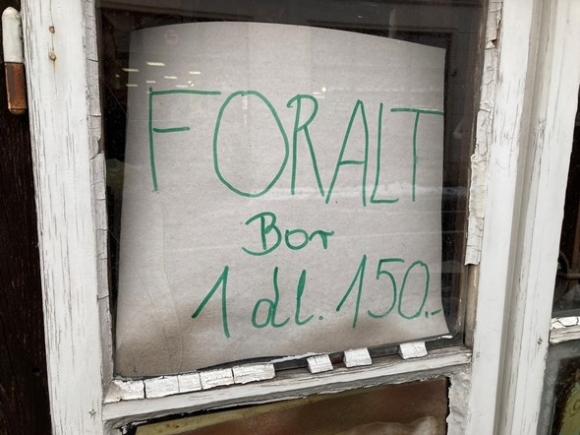 FORALT
Bor
1 dl. 150.-